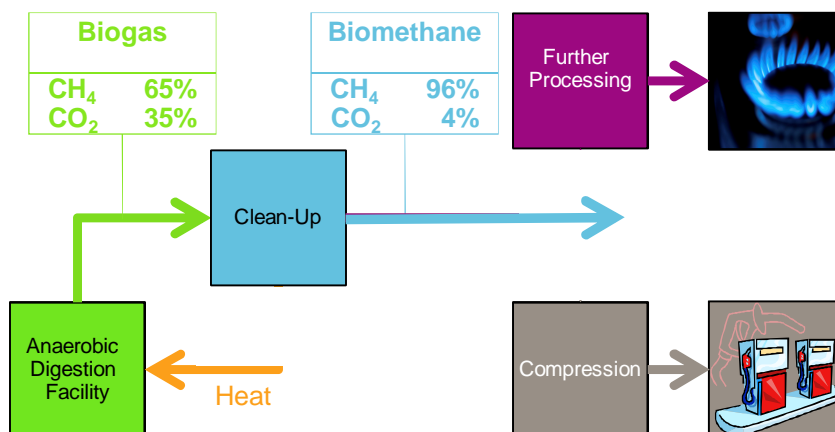 Biogas
CH₄ 65%
CO₂ 35%
Biomethane
CH₄ 96%
CO₂ 4%
Further
Processing
Clean-Up
Anaerobic
Digestion
Facility
Heat
Compression